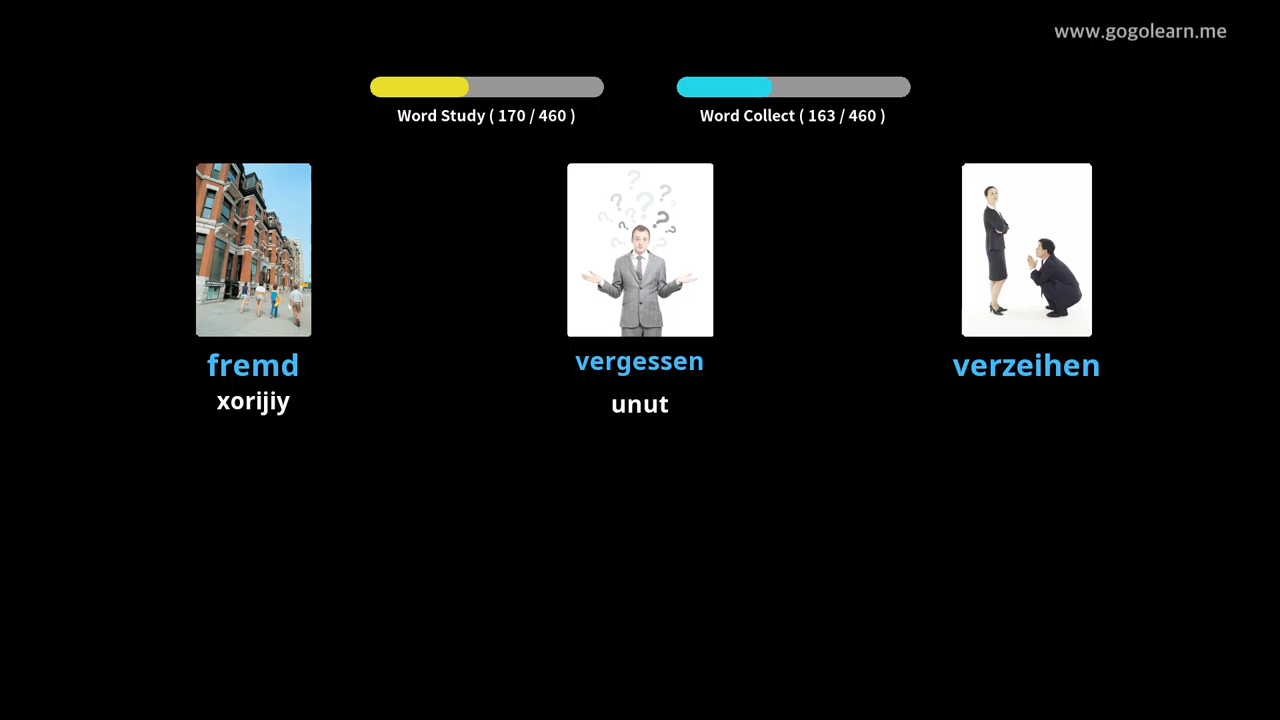 www.gogolearn.me
Word Study ( 170 / 460 )
Word Collect ( 163 / 460 )
fremd
xorijiy
vergessen
unut
verzeihen